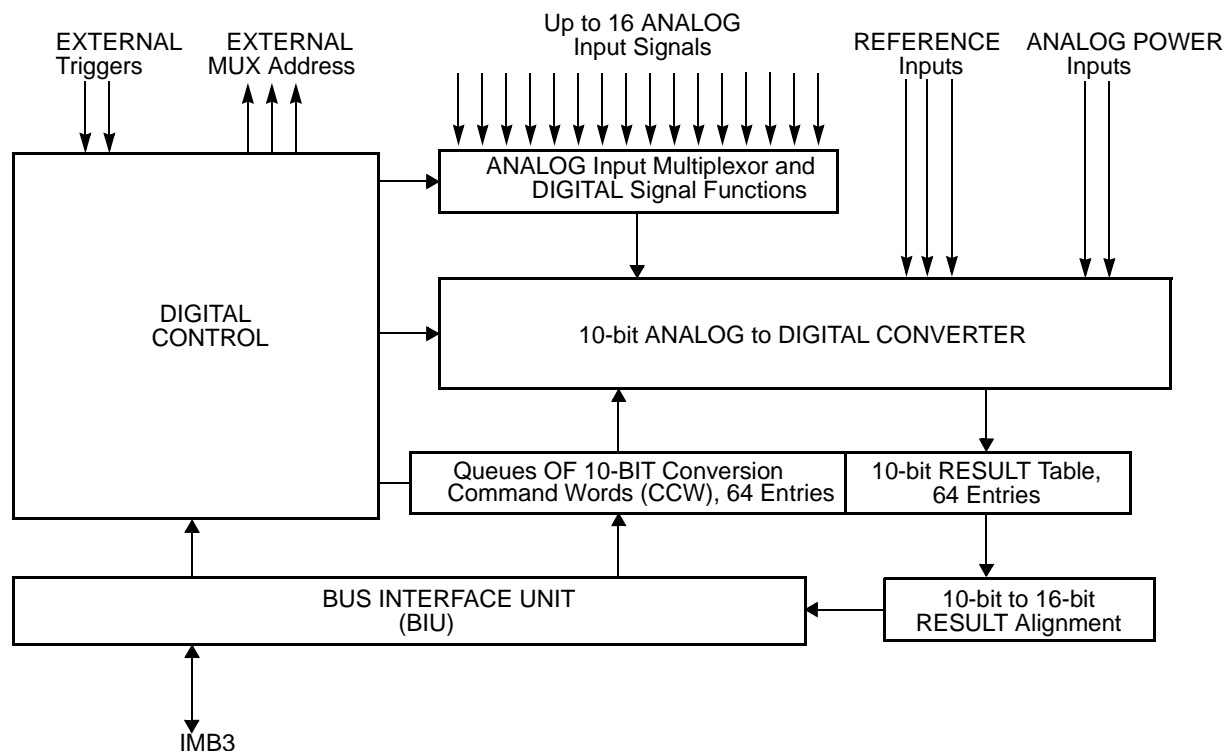 EXTERNAL
Triggers
EXTERNAL
MUX Address
Up to 16 ANALOG
Input Signals
REFERENCE
Inputs
ANALOG POWER
Inputs
ANALOG Input Multiplexor and
DIGITAL Signal Functions
DIGITAL
CONTROL
10-bit ANALOG to DIGITAL CONVERTER
Queues OF 10-BIT Conversion
Command Words (CCW), 64 Entries
10-bit RESULT Table,
64 Entries
BUS INTERFACE UNIT
(BIU)
10-bit to 16-bit
RESULT Alignment
IMB3